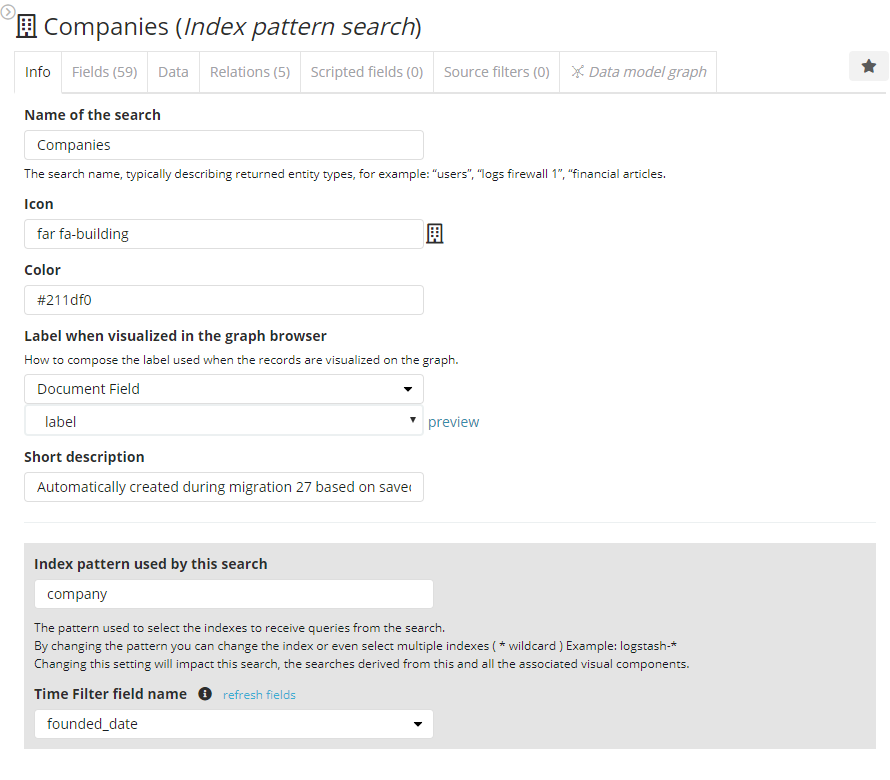 Companies (Index pattern search)
Info Fields (59) Data Relations (5) Scripted fields (0) Source filters (0) Data model graph
Name of the search
Companies
The search name, typically describing returned entity types, for example: “users”, “logs firewall 1”, “financial articles.
Icon
far fa-building
Color
#211df0
Label when visualized in the graph browser
How to compose the label used when the records are visualized on the graph.
Document Field
label preview
Short description
Automatically created during migration 27 based on saved
Index pattern used by this search
company
The pattern used to select the indexes to receive queries from the search.
By changing the pattern you can change the index or even select multiple indexes ( * wildcard ) Example: logstash-*
Changing this setting will impact this search, the searches derived from this and all the associated visual components.
Time Filter field name refresh fields
founded_date